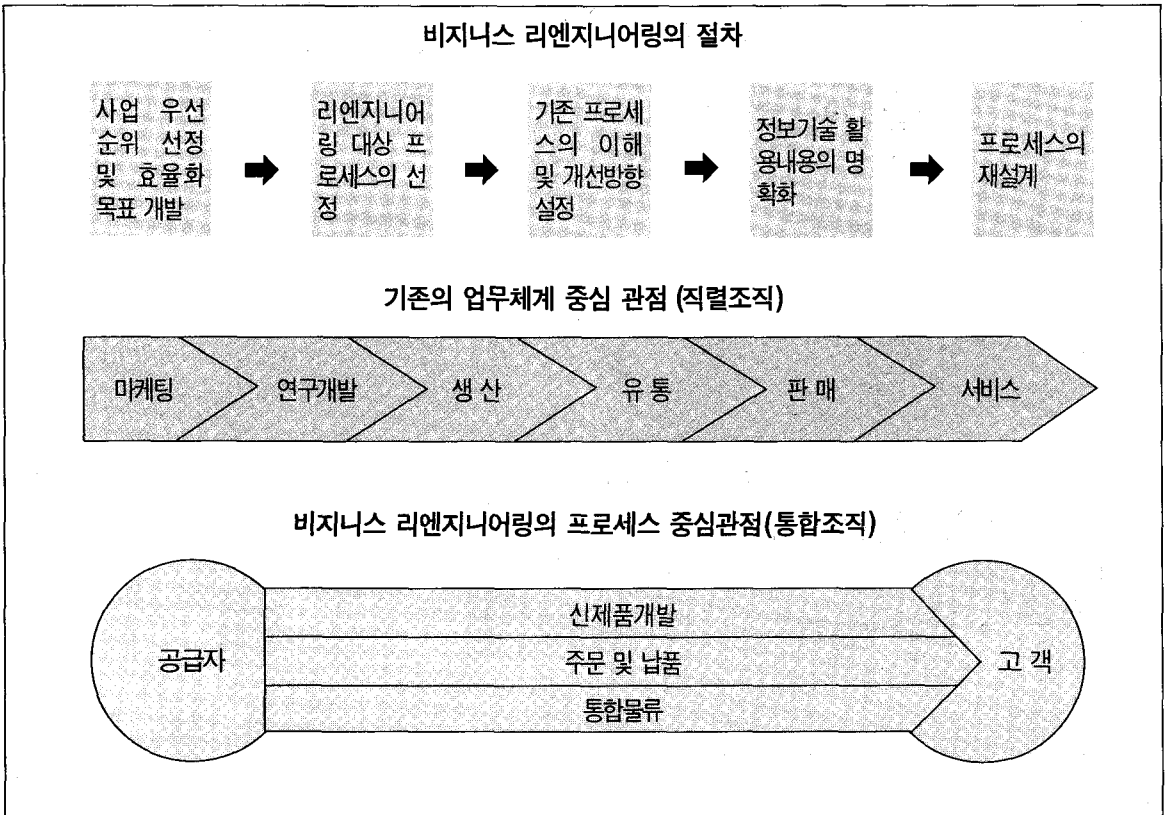 비지니스 리엔지니어링의 절차
사업 우선
순위 선정
및 효율화
목표 개발
리엔지니어
링 대상 프
로세스의 선
정
기존 프로세
스의 이해
및 개선방향
설정
정보기술 활
용내용의 명
확화
프로세스의
재설계
기존의 업무체계 중심 관점 (직렬조직)
마케팅
연구개발
생 산
유 통
판 매
서비스
비지니스 리엔지니어링의 프로세스 중심관점(통합조직)
공급자
신제품개발
주문 및 납품
통합물류
고 객